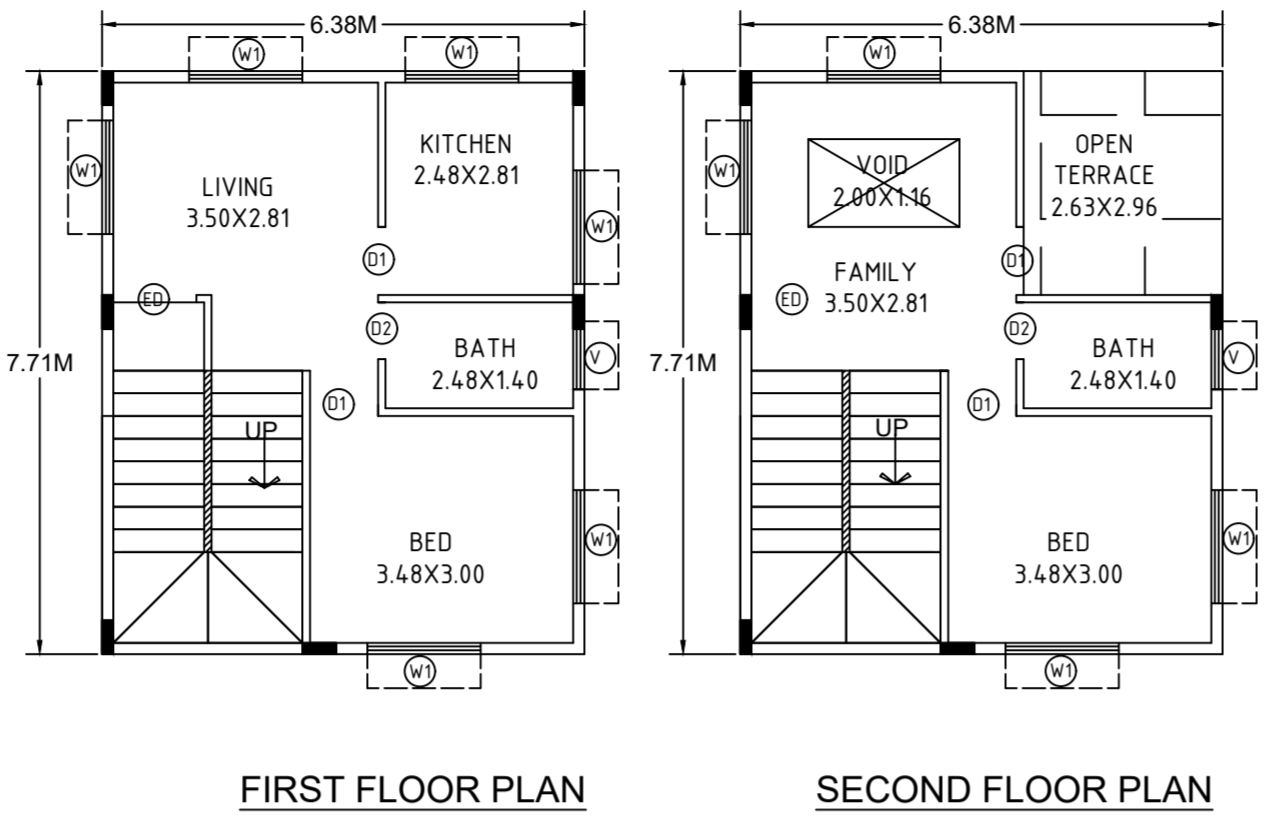 6.38M
W1
W1
KITCHEN
2.48X2.81
W1
LIVING
3.50X2.81
W1
D1
ED
D2
BATH
2.48X1.40
V
7.71M
D1
UP
BED
3.48X3.00
W1
W1
FIRST FLOOR PLAN
6.38M
W1
OPEN
TERRACE
2.63X2.96
VOID
2.00X1.16
W1
FAMILY
3.50X2.81
D1
ED
D2
BATH
2.48X1.40
V
7.71M
D1
UP
BED
3.48X3.00
W1
W1
SECOND FLOOR PLAN